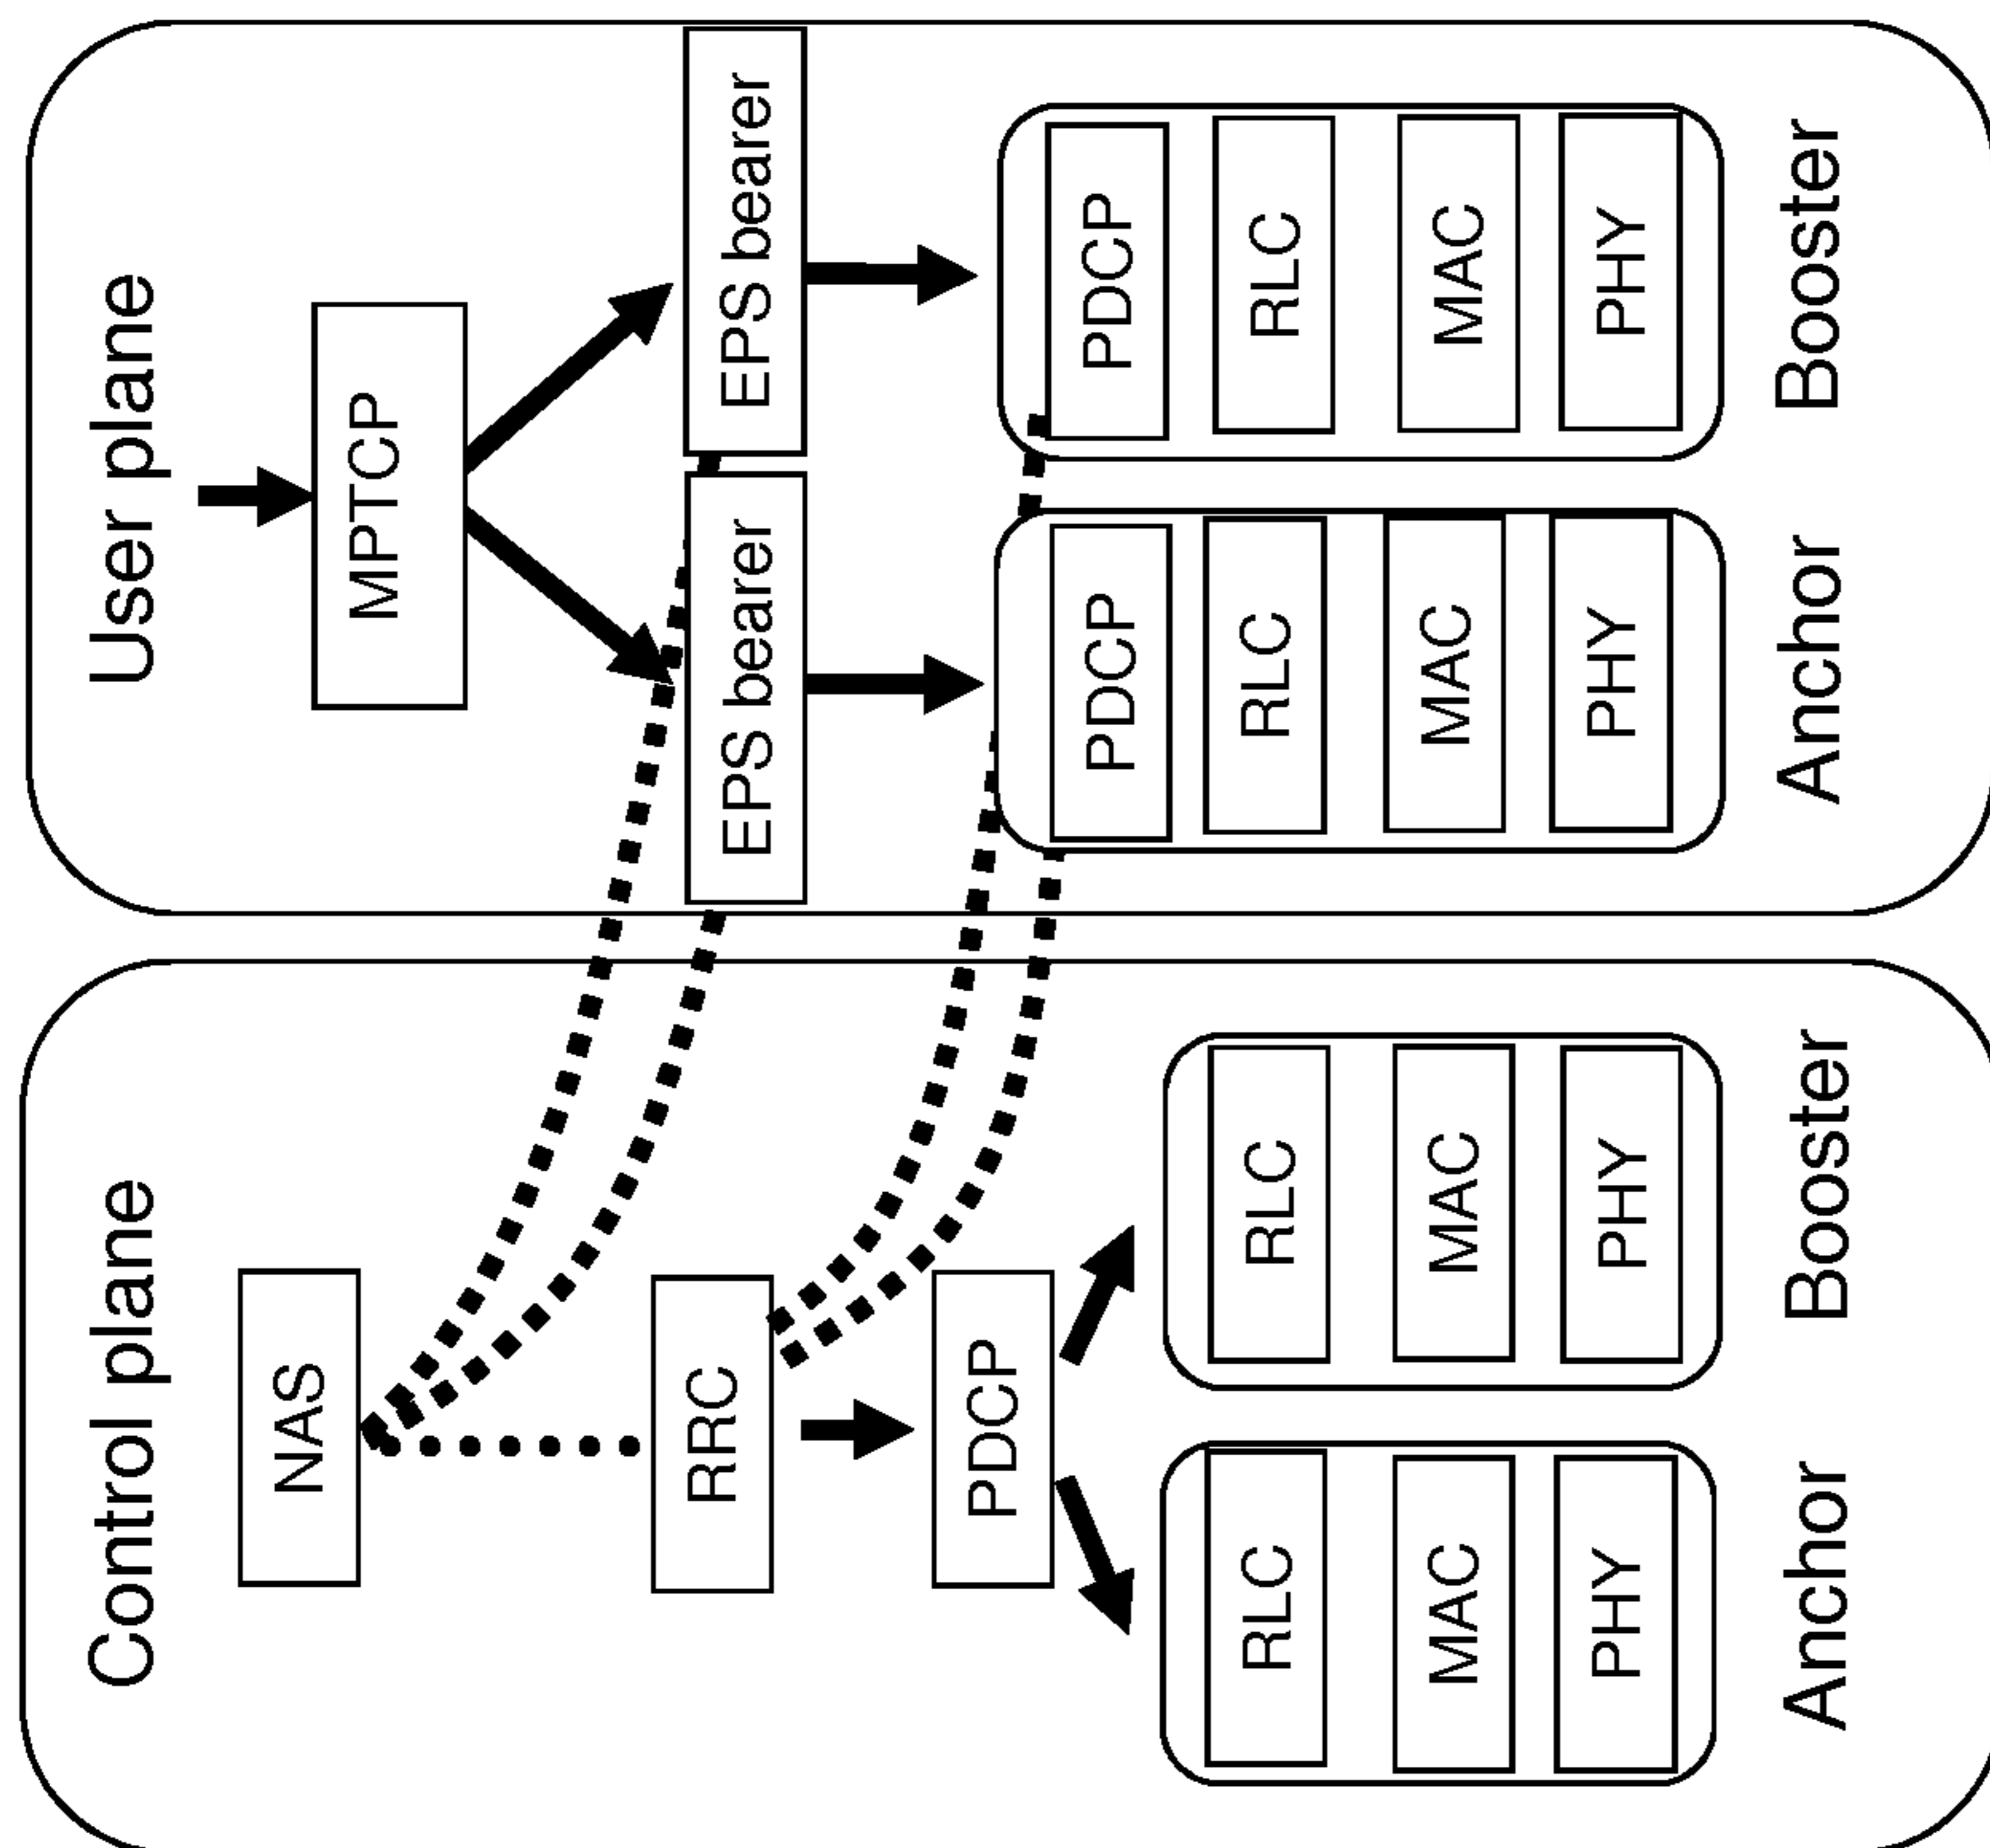 Control plane
NAS
RRC
PDCP
RLC
MAC
PHY
Anchor
RLC
MAC
PHY
Booster
User plane
MPTCP
EPS bearer
EPS bearer
PDCP
RLC
MAC
PHY
Anchor
PDCP
RLC
MAC
PHY
Booster